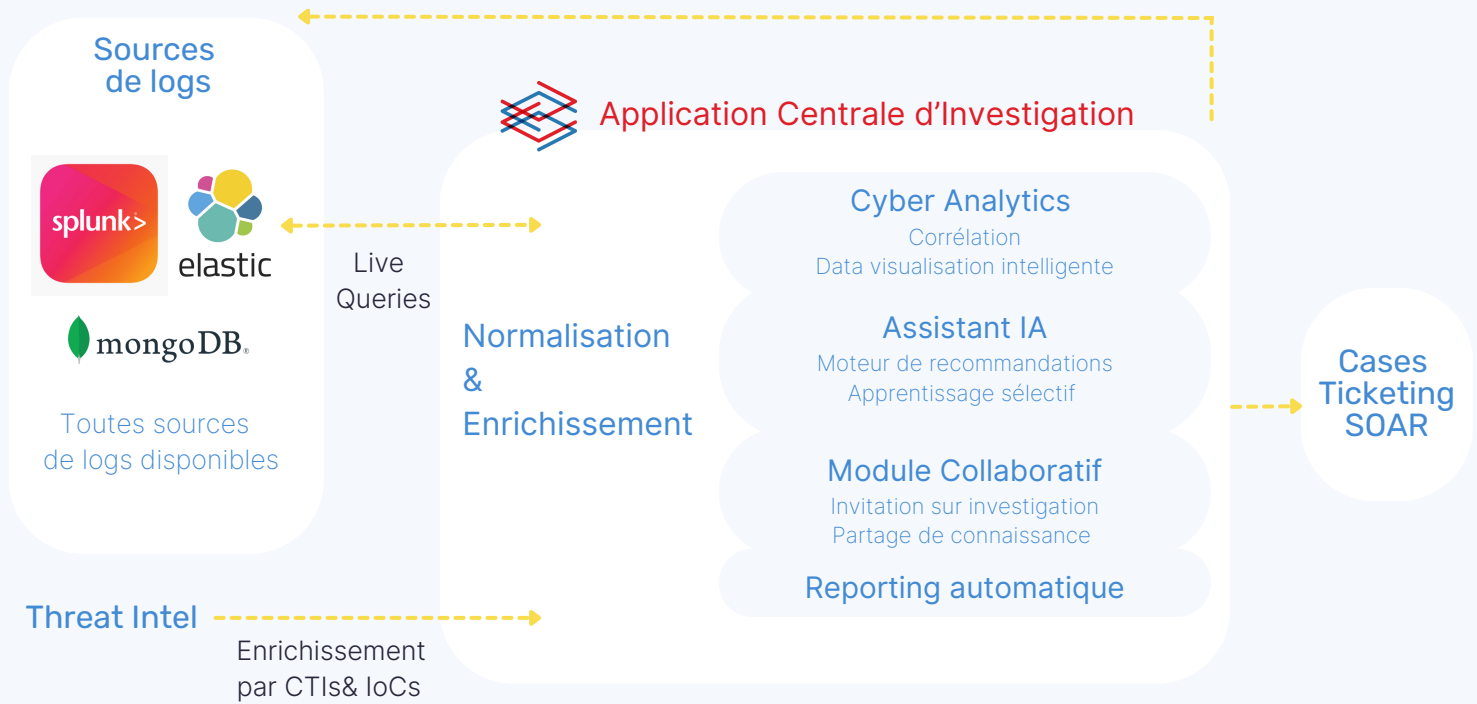 Sources
de logs
splunk>
elastic
mongoDB®
Toutes sources
de logs disponibles
Threat Intel
Live
Queries
Enrichissement
par CTIs& IoCs
Application Centrale d’Investigation
Normalisation
&
Enrichissement
Cyber Analytics
Corrélation
Data visualisation intelligente
Assistant IA
Moteur de recommandations
Apprentissage sélectif
Module Collaboratif
Invitation sur investigation
Partage de connaissance
Reporting automatique
Cases
Ticketing
SOAR